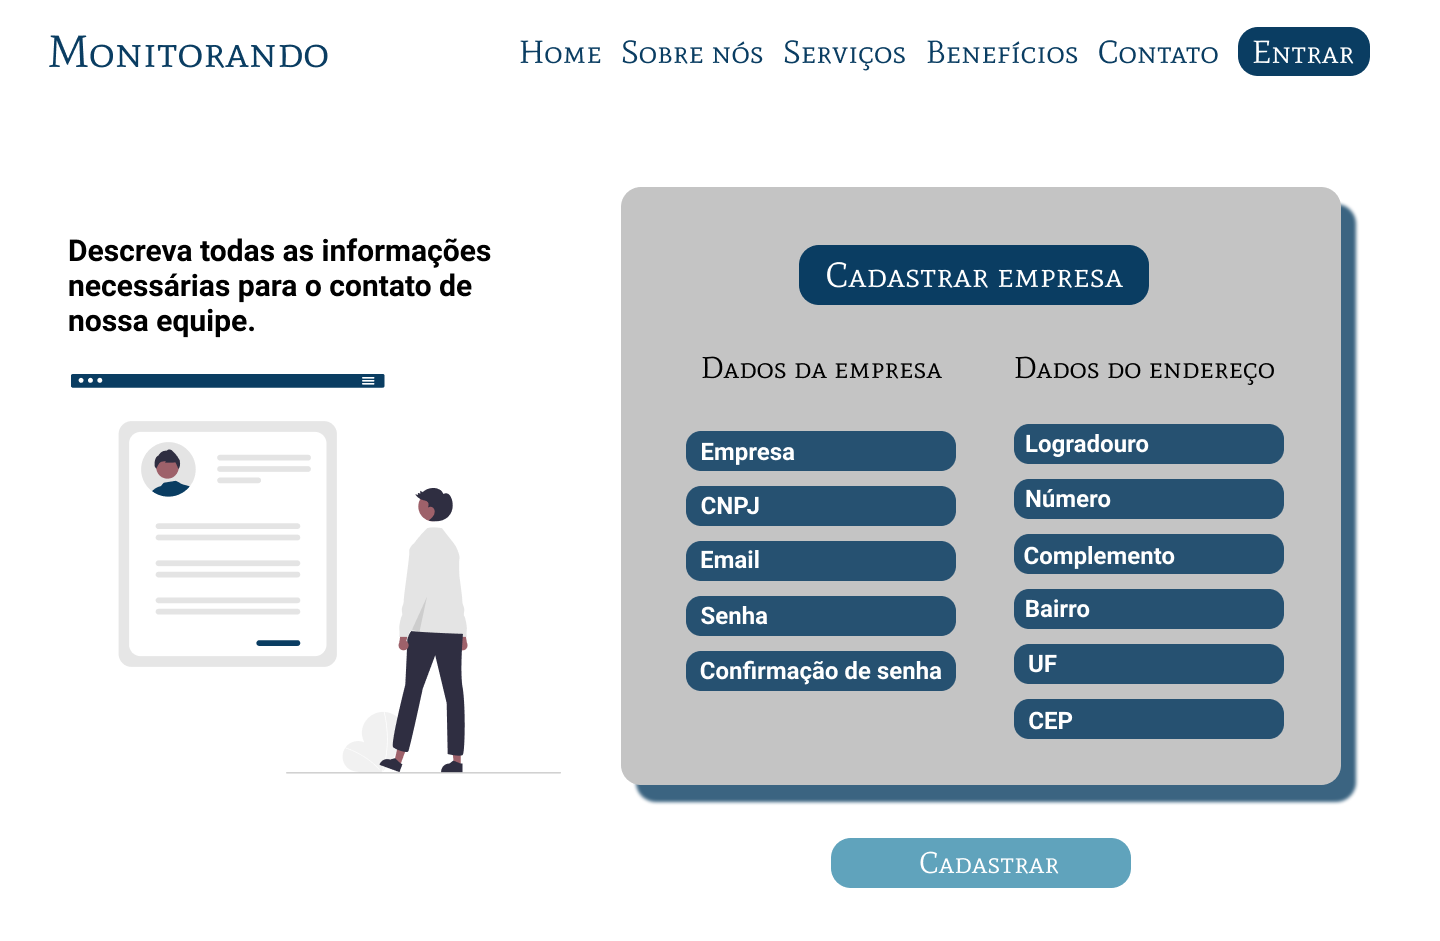 Monitorando
Home Sobre nós Serviços Benefícios Contato Entrar
Descreva todas as informações
necessárias para o contato de
nossa equipe.
Cadastrar empresa
Dados da empresa
Empresa
CNPJ
Email
Senha
Confirmação de senha
Dados do endereço
Logradouro
Número
Complemento
Bairro
UF
CEP
Cadastrar